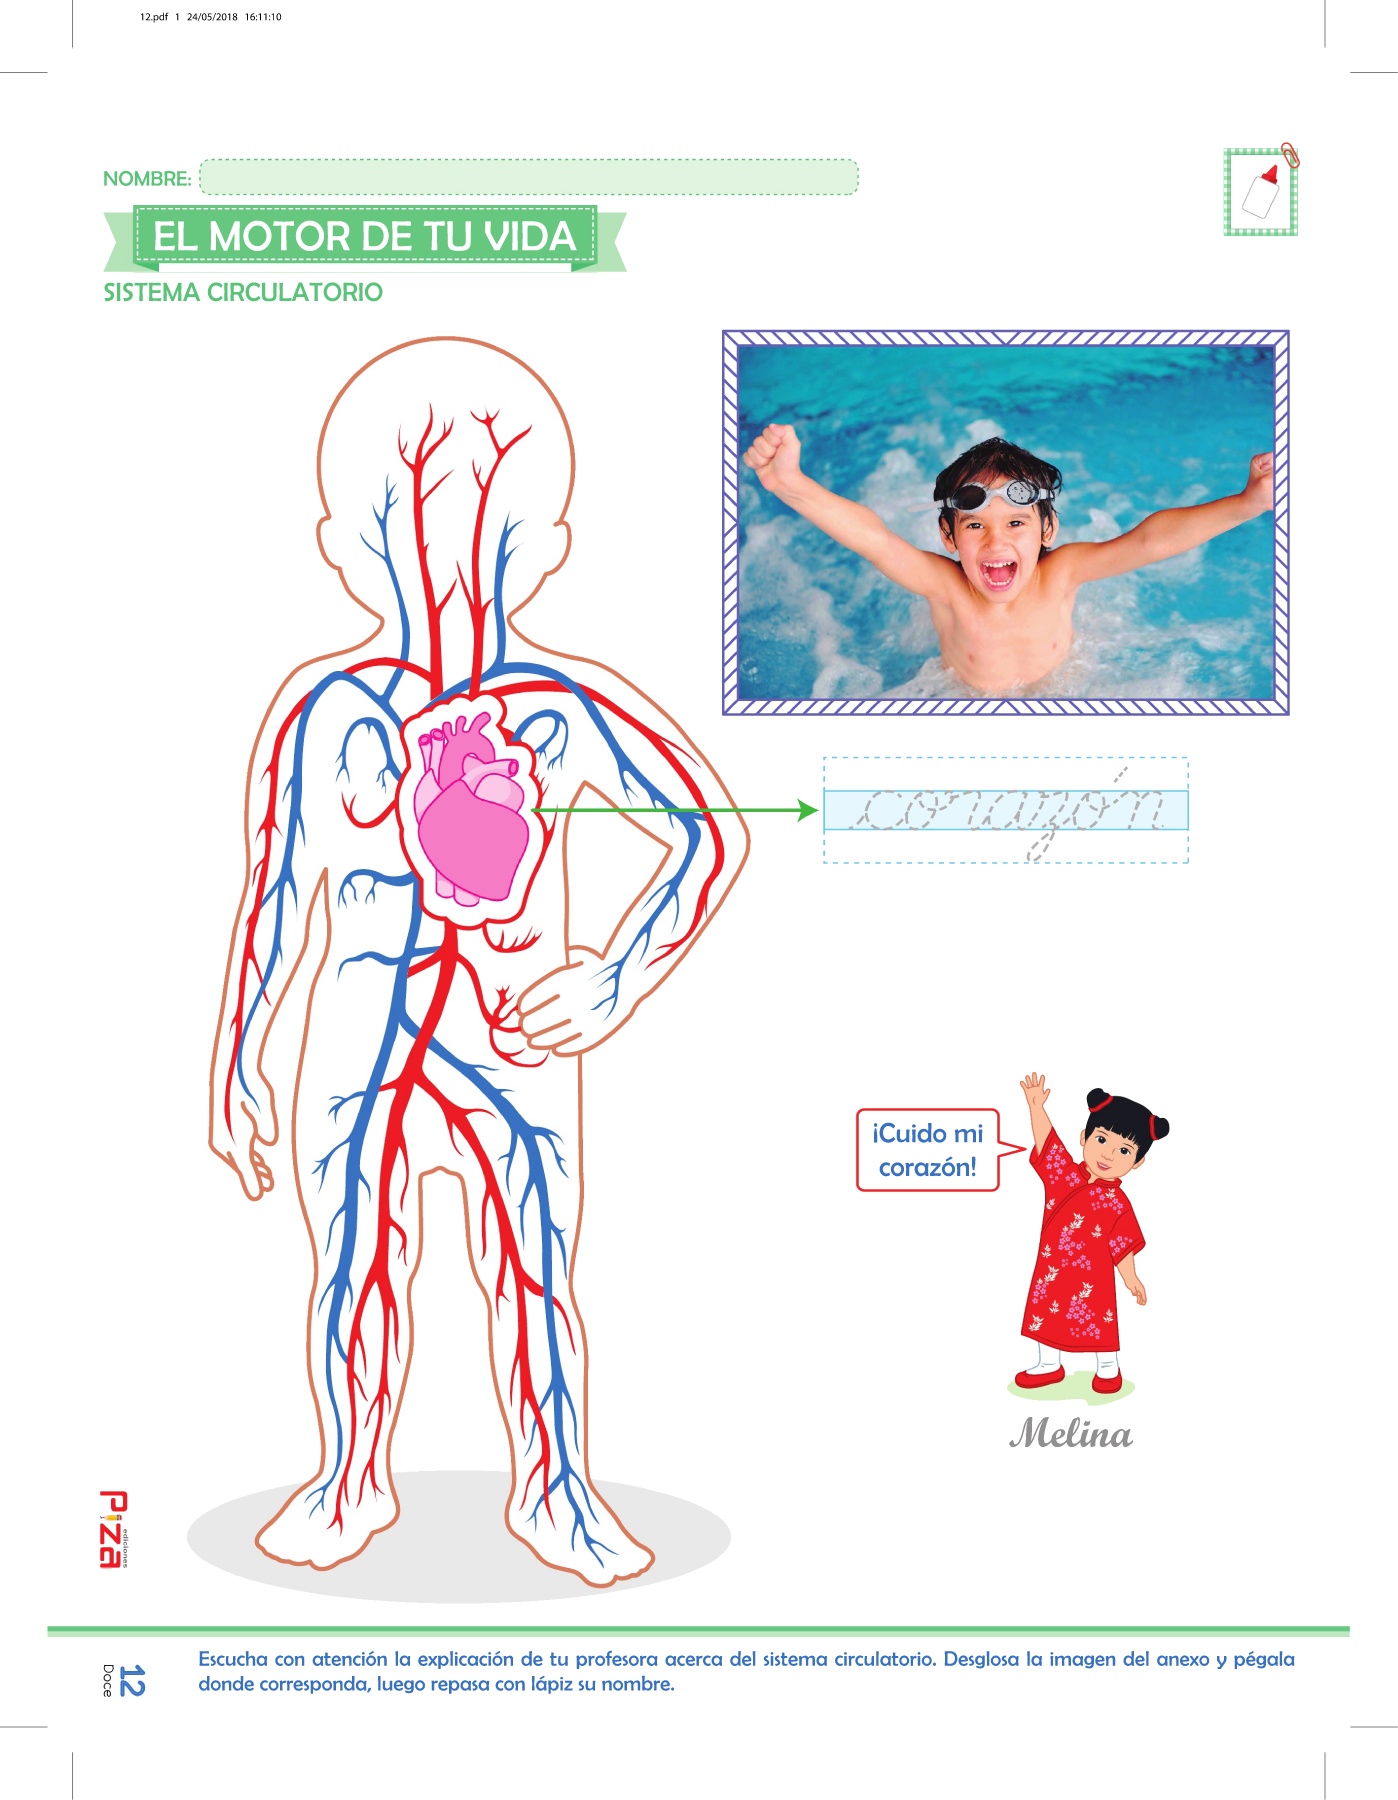 12.pdf 1 24/05/2018 16:11:10
NOMBRE:
EL MOTOR DE TU VIDA
SISTEMA CIRCULATORIO
corazón
¡Cuido mi
corazón!
Melina
Piza
ediciones
12
Doce
Escucha con atención la explicación de tu profesora acerca del sistema circulatorio. Desglosa la imagen del anexo y pégala
donde corresponda, luego repasa con lápiz su nombre.